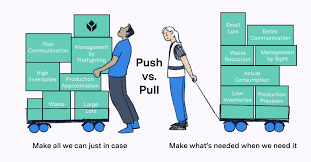 Poor
Communication
Management
by
Firefighting
High
Inventories
Production
Approximation
Waste
Large
Lots
Push
vs.
Pull
Small
Lots
Better
Communication
Waste
Reduction
Management
by Sight
Actual
Consumption
Low
Inventories
Production
Precision
Make all we can just in case
Make what's needed when we need it